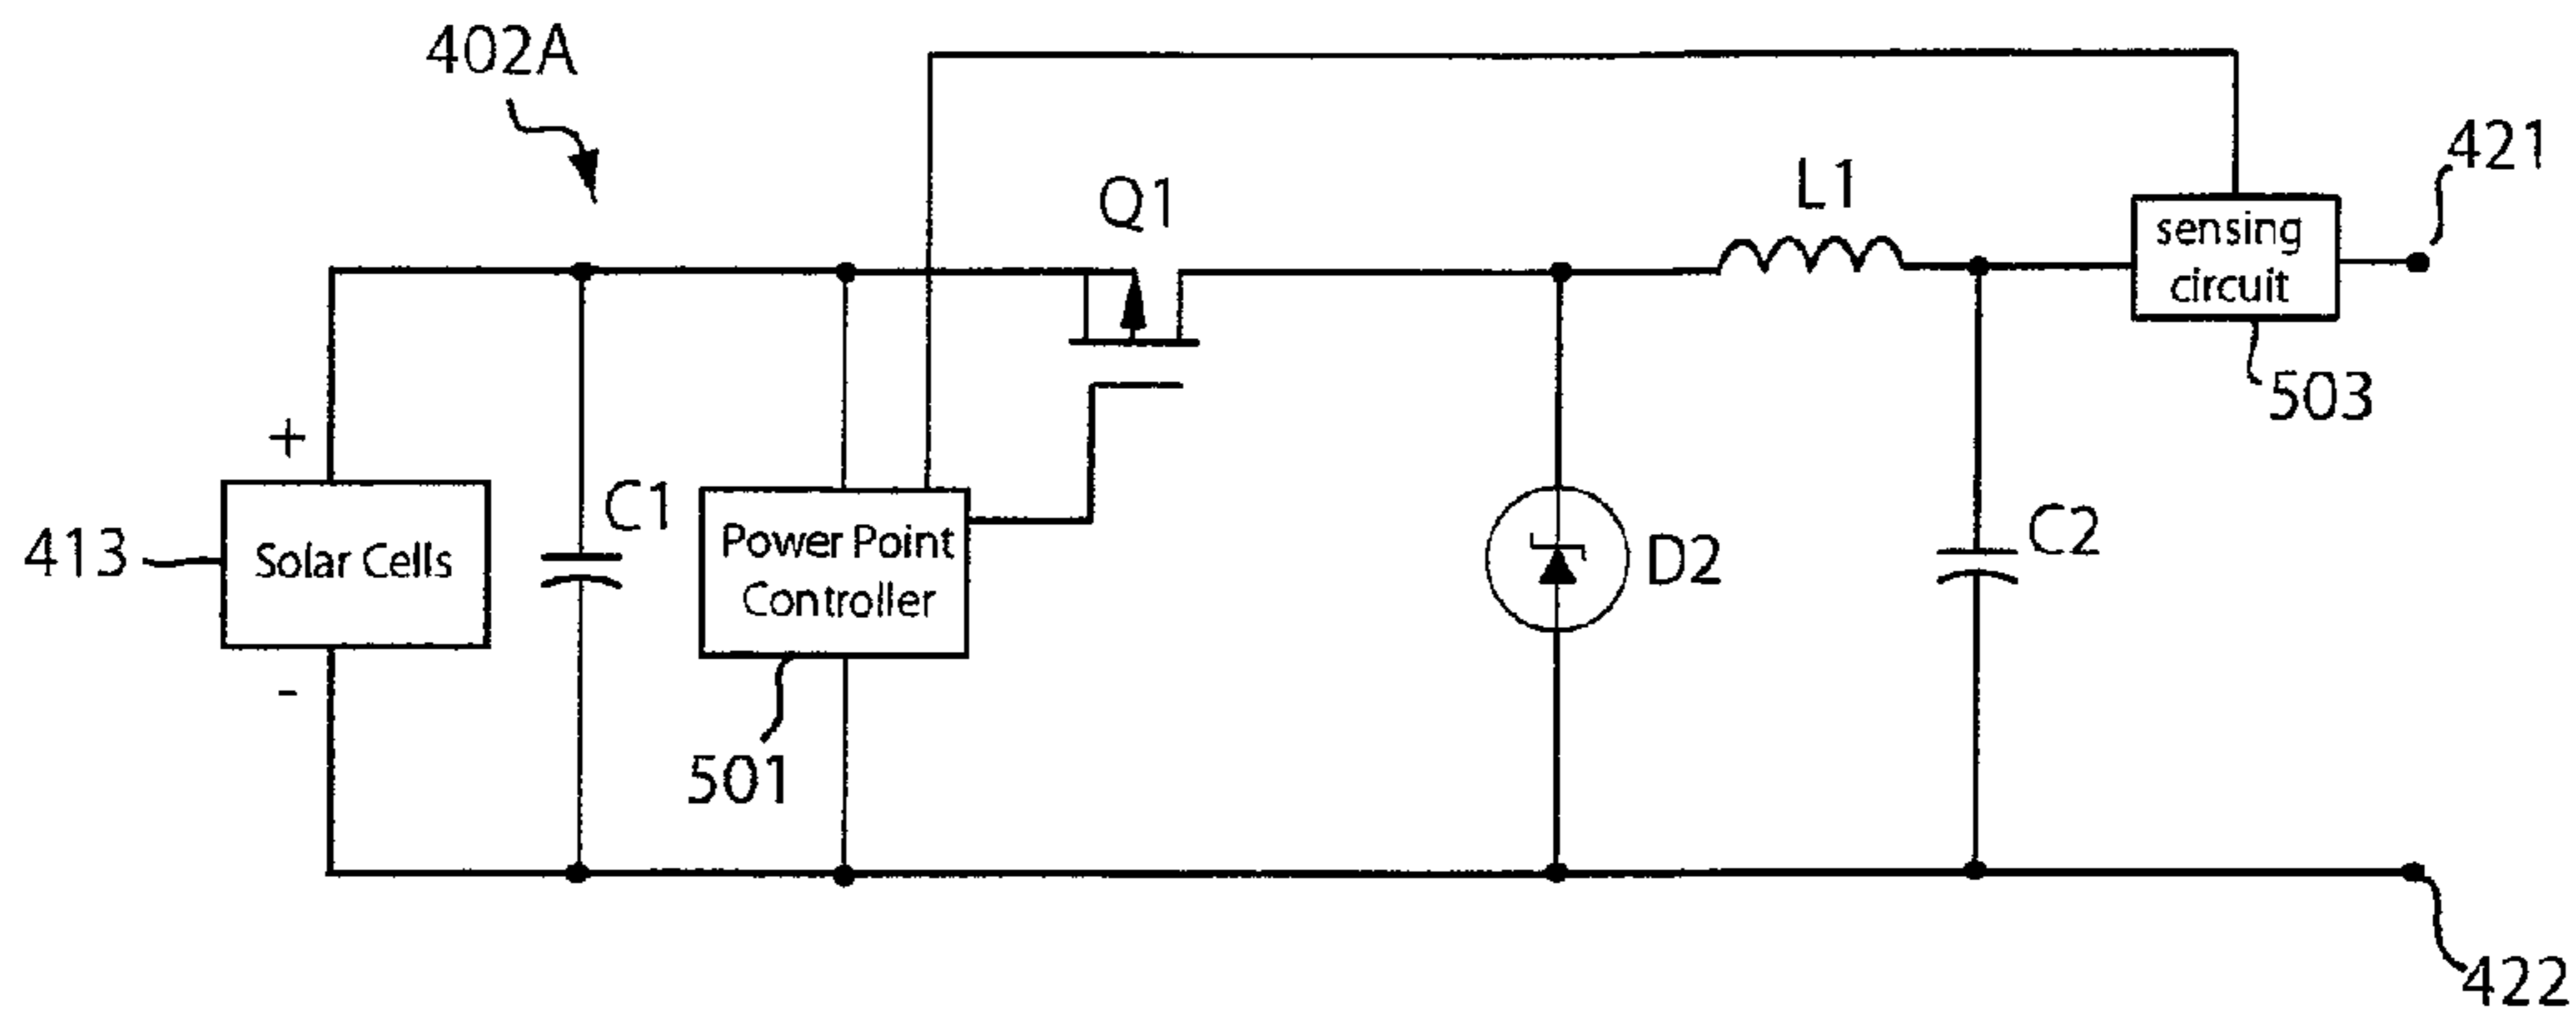 402A
421
Q1
L1
sensing
circuit
503
+
413
Solar Cells
C1
Power Point
Controller
D2
C2
-
501
422